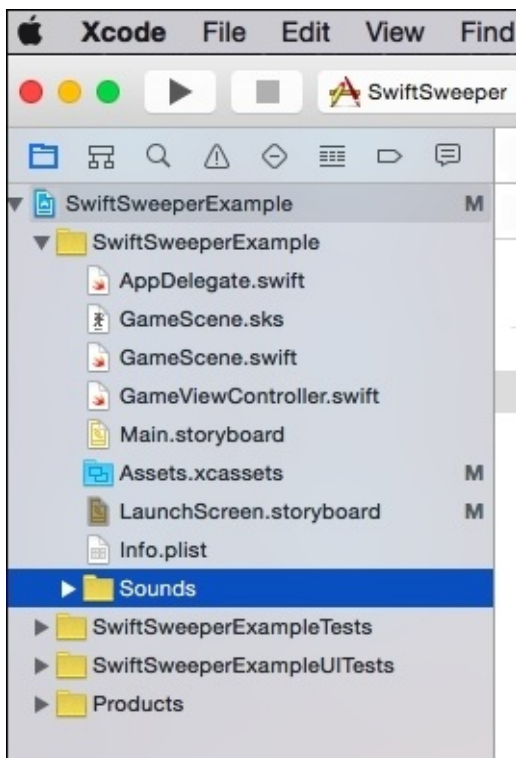 Xcode File Edit View Find
SwiftSweeper
SwiftSweeperExample M
SwiftSweeperExample
AppDelegate.swift
GameScene.sks
GameScene.swift
GameViewController.swift
Main.storyboard
Assets.xcassets M
LaunchScreen.storyboard M
Info.plist
Sounds
SwiftSweeperExampleTests
SwiftSweeperExampleUITests
Products